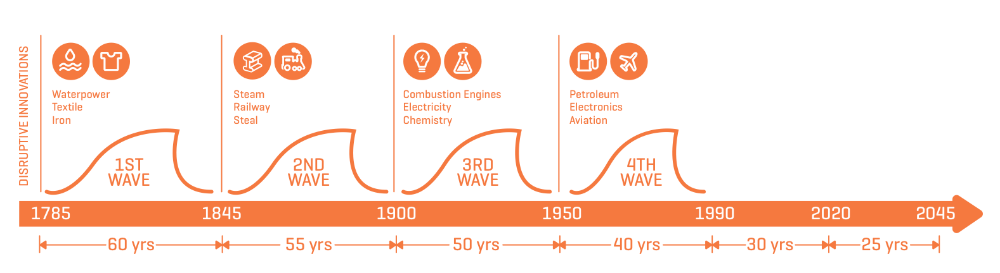 DISRUPTIVE INNOVATIONS
Waterpower
Textile
Iron
1ST
WAVE
Steam
Railway
Steal
2ND
WAVE
Combustion Engines
Electricity
Chemistry
3RD
WAVE
Petroleum
Electronics
Aviation
4TH
WAVE
1785 1845 1900 1950 1990 2020 2045
60 yrs 55 yrs 50 yrs 40 yrs 30 yrs 25 yrs